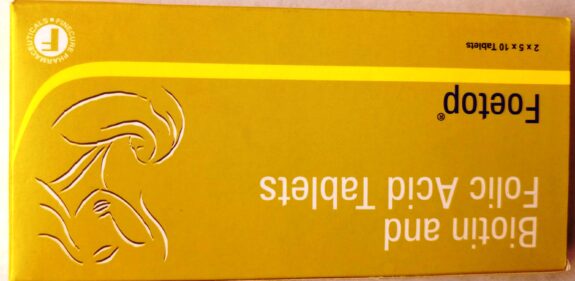 Biotin and
Folic Acid Tablets
Foetop®
2 x 5 x 10 Tablets
FINECURE PHARMACEUTICALS
F